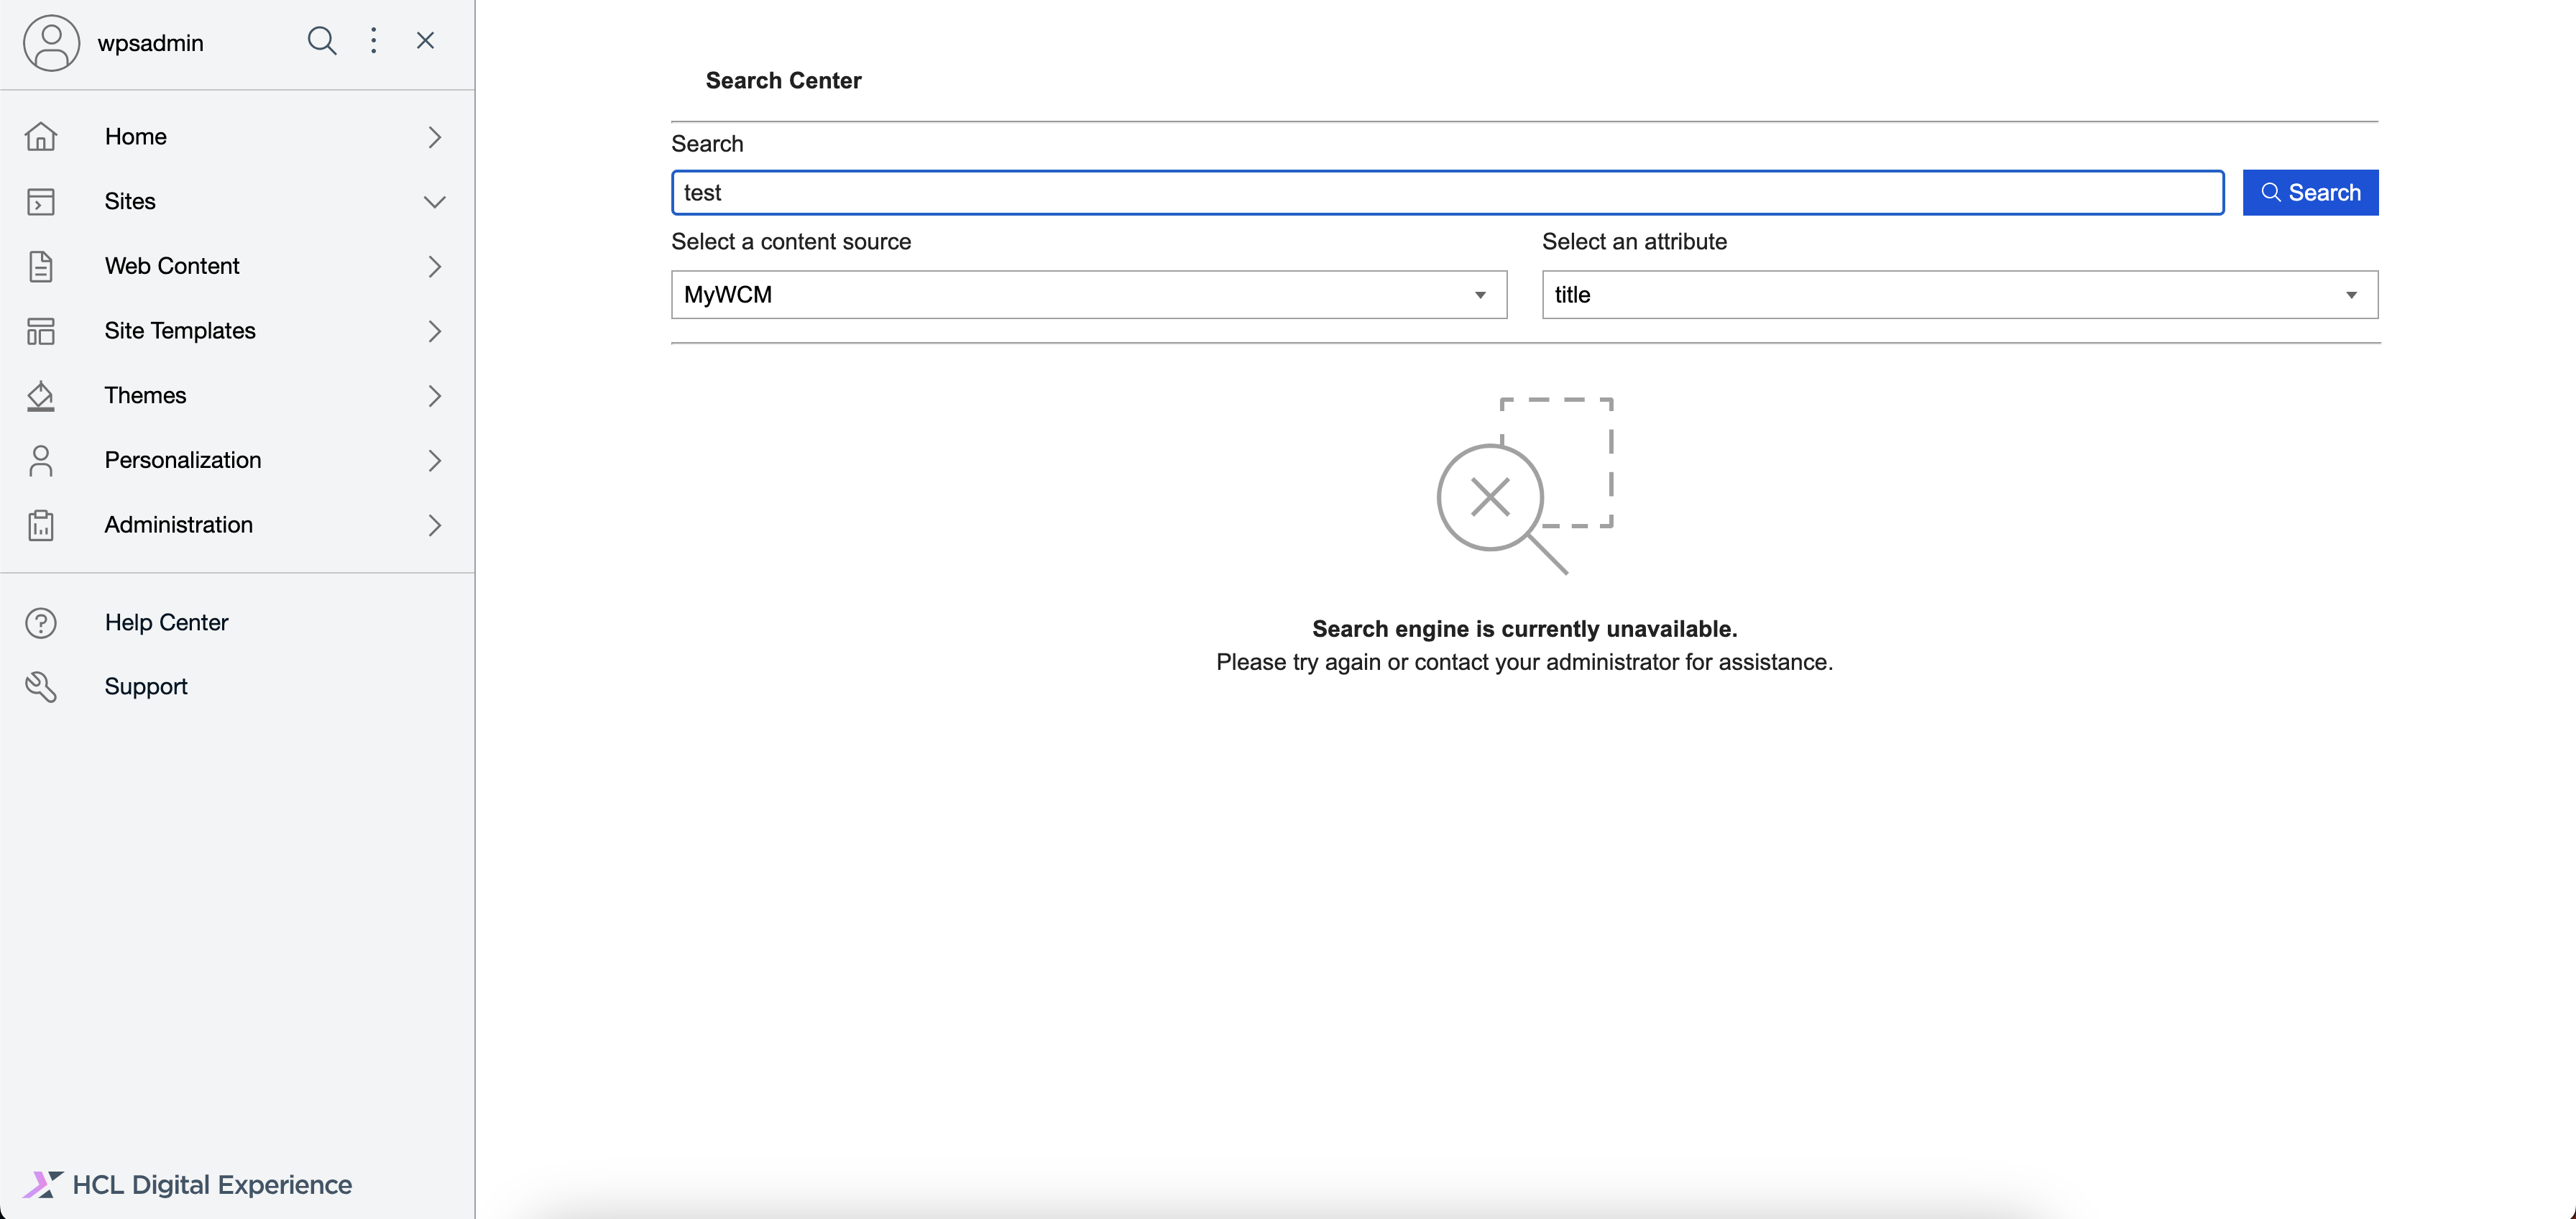 wpsadmin
Home
Sites
Web Content
Site Templates
Themes
Personalization
Administration
Help Center
Support
HCL Digital Experience
Search Center
Search
test
Search
Select a content source
Select an attribute
MyWCM
title
Search engine is currently unavailable.
Please try again or contact your administrator for assistance.